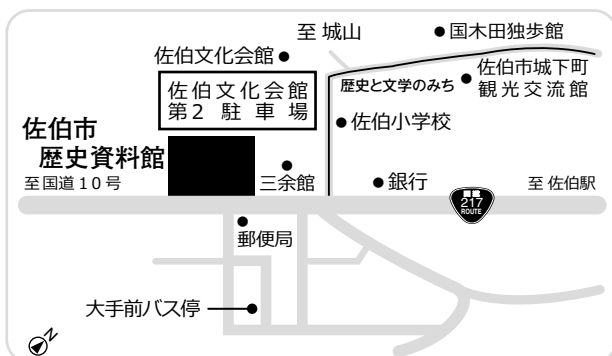 至 城山
国木田独歩館
佐伯文化会館
佐伯文化会館
第2 駐車場
歴史と文学のみち
佐伯市城下町
観光交流館
佐伯市
歴史資料館
佐伯小学校
至国道10号
三余館
銀行
至 佐伯駅
国道
217
ROUTE
郵便局
大手前バス停
N